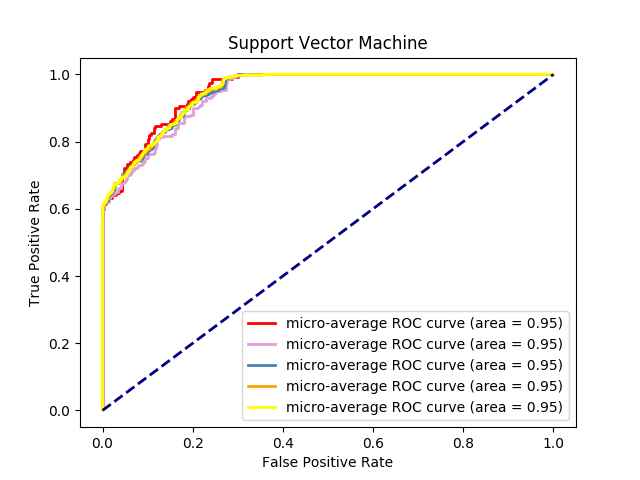 Support Vector Machine
True Positive Rate
1.0
0.8
0.6
0.4
0.2
0.0
micro-average ROC curve (area = 0.95)
micro-average ROC curve (area = 0.95)
micro-average ROC curve (area = 0.95)
micro-average ROC curve (area = 0.95)
micro-average ROC curve (area = 0.95)
0.0 0.2 0.4 0.6 0.8 1.0
False Positive Rate